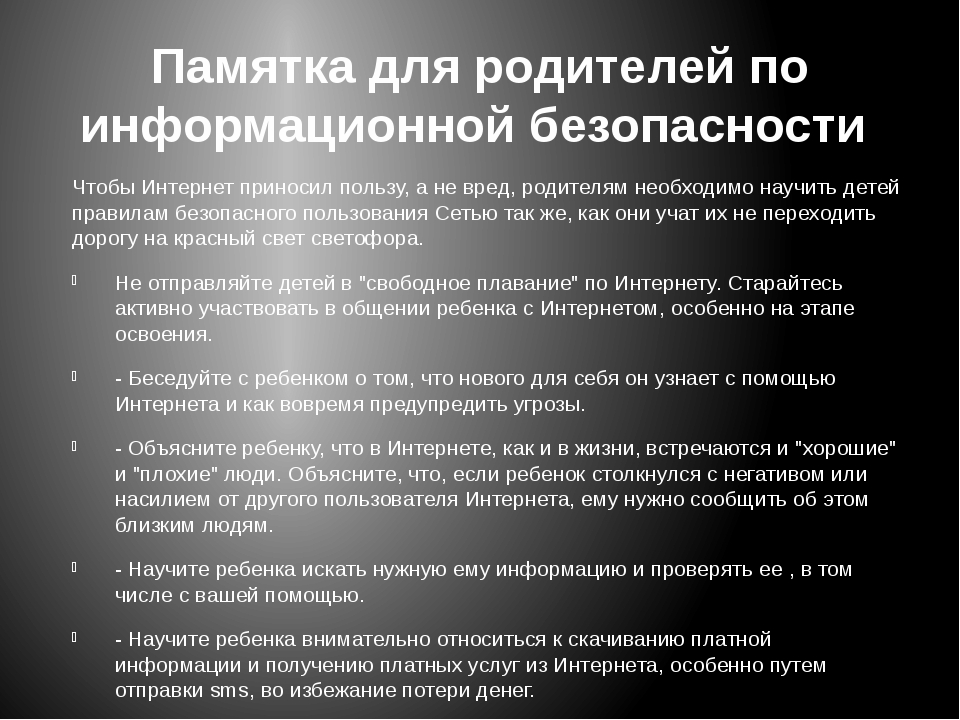 Памятка для родителей по
информационной безопасности
Чтобы Интернет приносил пользу, а не вред, родителям необходимо научить детей
правилам безопасного пользования Сетью так же, как они учат их не переходить
дорогу на красный свет светофора.
Не отправляйте детей в "свободное плавание" по Интернету. Старайтесь
активно участвовать в общении ребенка с Интернетом, особенно на этапе
освоения.
- Беседуйте с ребенком о том, что нового для себя он узнает с помощью
Интернета и как вовремя предупредить угрозы.
- Объясните ребенку, что в Интернете, как и в жизни, встречаются и "хорошие"
и "плохие" люди. Объясните, что, если ребенок столкнулся с негативом или
насилием от другого пользователя Интернета, ему нужно сообщить об этом
близким людям.
- Научите ребенка искать нужную ему информацию и проверять ее , в том
числе с вашей помощью.
- Научите ребенка внимательно относиться к скачиванию платной
информации и получению платных услуг из Интернета, особенно путем
отправки sms, во избежание потери денег.